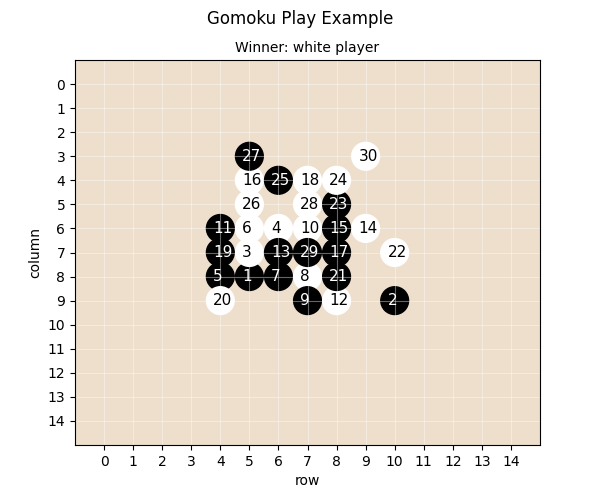 Gomoku Play Example
Winner: white player
0
1
2
3 27 30
4 16 25 18 24
5 26 28 23
6 11 6 4 10 15 14
column
7 19 3 13 29 17 22
8 5 1 7 8 21
9 20 9 12 2
10
11
12
13
14
0 1 2 3 4 5 6 7 8 9 10 11 12 13 14
row